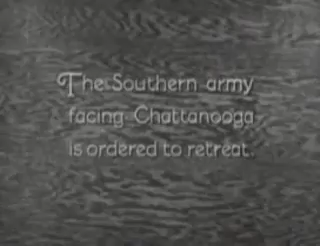 The Southern army
facing Chattanooga
is ordered to retreat.